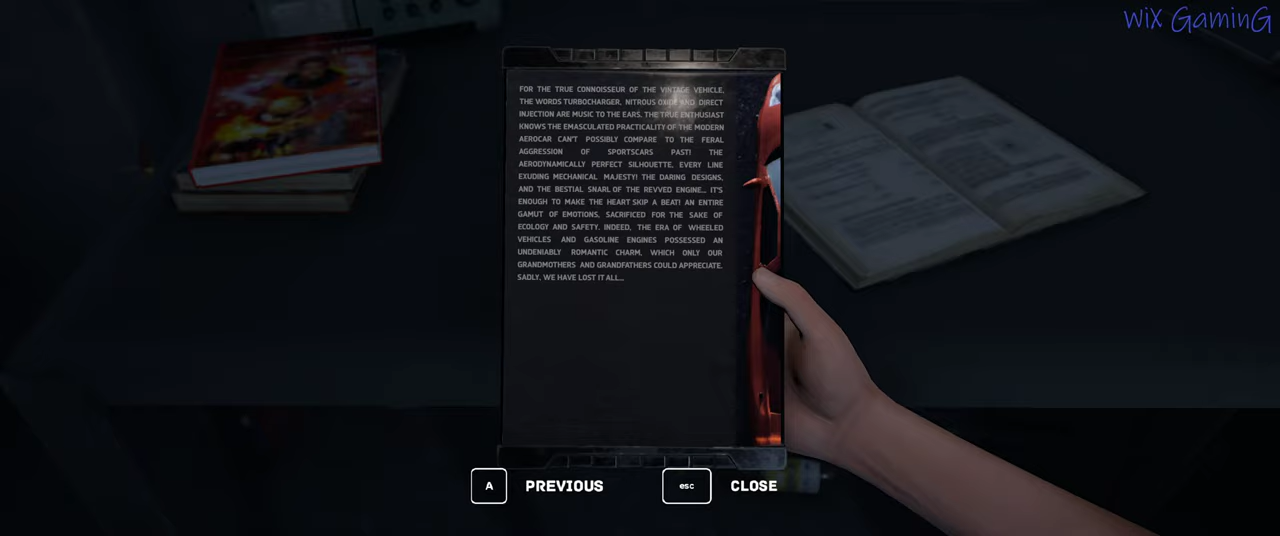 WIX GaminG
FOR THE TRUE CONNOISSEUR OF THE VINTAGE VEHICLE,
THE WORDS TURBOCHARGER, NITROUS OXIDE AND DIRECT
INJECTION ARE MUSIC TO THE EARS. THE TRUE ENTHUSIAST
KNOWS THE EMASCULATED PRACTICALITY OF THE MODERN
AEROCAR CAN'T POSSIBLY COMPARE TO THE FERAL
AGGRESSION OF SPORTSCARS PAST! THE
AERODYNAMICALLY PERFECT SILHOUETTE, EVERY LINE
EXUDING MECHANICAL MAJESTY! THE DARING DESIGNS,
AND THE BESTIAL SNARL OF THE REVVED ENGINE... IT'S
ENOUGH TO MAKE THE HEART SKIP A BEAT! AN ENTIRE
GAMUT OF EMOTIONS, SACRIFICED FOR THE SAKE OF
ECOLOGY AND SAFETY. INDEED, THE ERA OF WHEELED
VEHICLES AND GASOLINE ENGINES POSSESSED AN
UNDENIABLY ROMANTIC CHARM, WHICH ONLY OUR
GRANDMOTHERS AND GRANDFATHERS COULD APPRECIATE.
SADLY, WE HAVE LOST IT ALL...
A PREVIOUS esc CLOSE